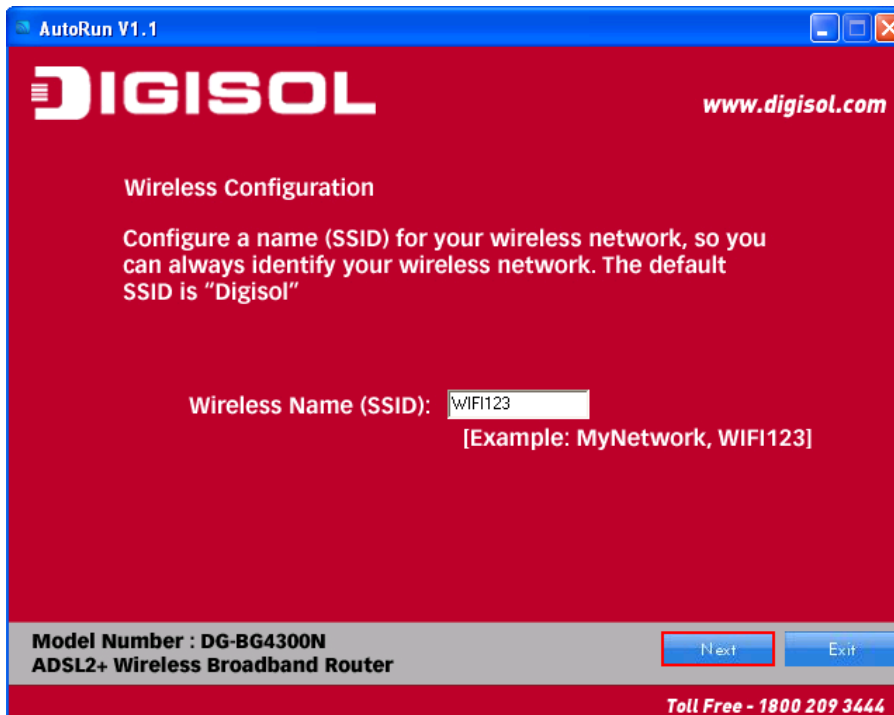 AutoRun V1.1
DIGISOL
www.digisol.com
Wireless Configuration
Configure a name (SSID) for your wireless network, so you
can always identify your wireless network. The default
SSID is “Digisol”
Wireless Name (SSID): WIFI123
[Example: MyNetwork, WIFI123]
Model Number : DG-BG4300N
ADSL2+ Wireless Broadband Router
Next
Exit
Toll Free - 1800 209 3444